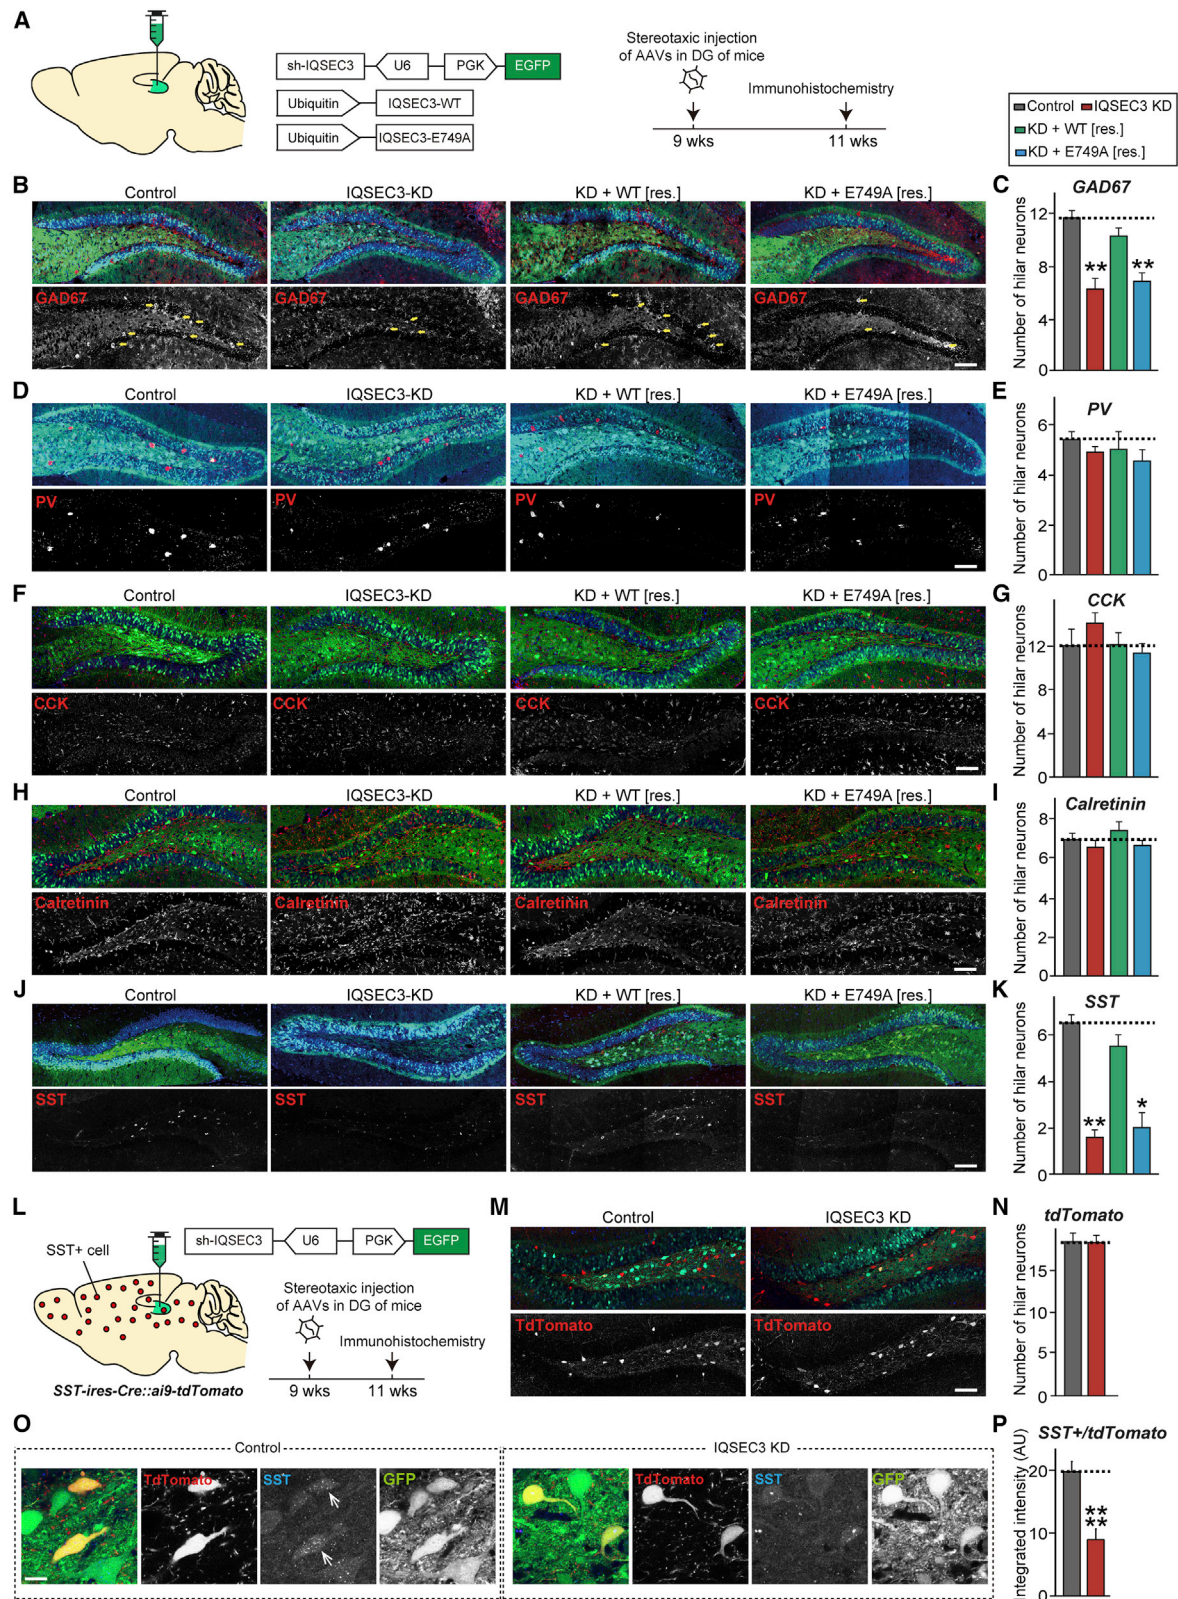 A
sh-IQSEC3 U6 PGK EGFP
Ubiquitin IQSEC3-WT
Ubiquitin IQSEC3-E749A
Stereotaxic injection
of AAVs in DG of mice
Immunohistochemistry
9 wks 11 wks
Control IQSEC3 KD
KD + WT [res.]
KD + E749A [res.]
B
Control IQSEC3-KD KD + WT [res.] KD + E749A [res.]
GAD67 GAD67 GAD67 GAD67
C
GAD67
Number of hilar neurons
12
8
4
0
** **
D
Control IQSEC3-KD KD + WT [res.] KD + E749A [res.]
PV PV PV PV
E
PV
Number of hilar neurons
6
4
2
0
F
Control IQSEC3-KD KD + WT [res.] KD + E749A [res.]
CCK CCK CCK CCK
G
CCK
Number of hilar neurons
12
8
4
0
H
Control IQSEC3-KD KD + WT [res.] KD + E749A [res.]
Calretinin Calretinin Calretinin Calretinin
I
Calretinin
Number of hilar neurons
8
6
4
2
0
J
Control IQSEC3-KD KD + WT [res.] KD + E749A [res.]
SST SST SST SST
K
SST
Number of hilar neurons
6
4
2
0
** *
L
SST+ cell
sh-IQSEC3 U6 PGK EGFP
Stereotaxic injection
of AAVs in DG of mice
Immunohistochemistry
9 wks 11 wks
SST-ires-Cre::ai9-tdTomato
M
Control IQSEC3 KD
TdTomato TdTomato
N
tdTomato
Number of hilar neurons
15
10
5
0
O
Control
TdTomato SST GFP
IQSEC3 KD
TdTomato SST GFP
P
SST+/tdTomato
Integrated intensity (AU)
20
10
0
**
**